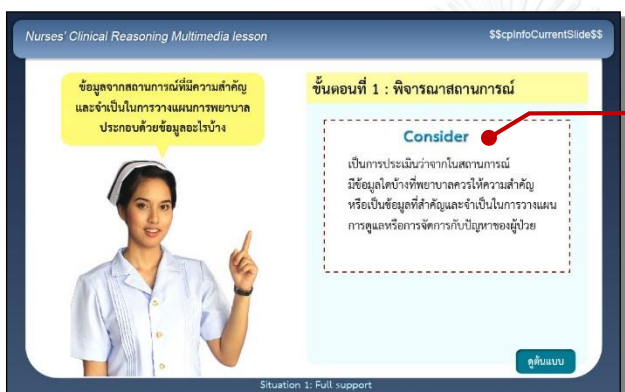 Nurses' Clinical Reasoning Multimedia lesson
$$cpInfoCurrentSlide$$
ข้อมูลจากสถานการณ์ที่มีความสำคัญ
และจำเป็นในการวางแผนการพยาบาล
ประกอบด้วยข้อมูลอะไรบ้าง
ขั้นตอนที่ 1 : พิจารณาสถานการณ์
Consider
เป็นการประเมินว่าจากในสถานการณ์
มีข้อมูลใดบ้างที่พยาบาลควรให้ความสำคัญ
หรือเป็นข้อมูลที่สำคัญและจำเป็นในการวางแผน
การดูแลหรือการจัดการกับปัญหาของผู้ป่วย
ดูต้นแบบ
Situation 1: Full support